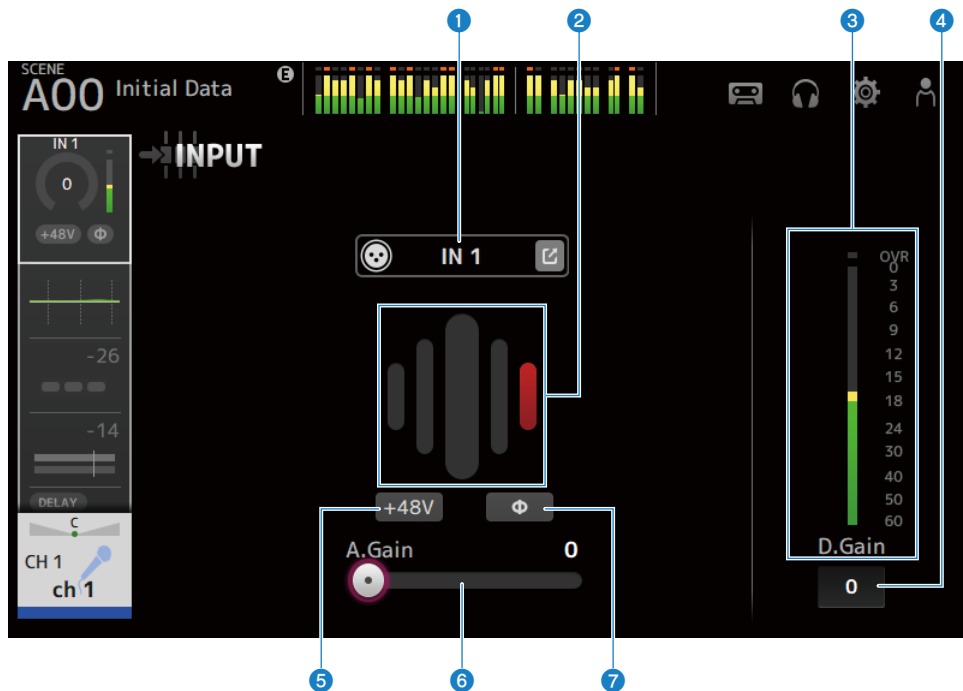 1 2 3 4
SCENE
A00 Initial Data E
IN 1
0
+48V Φ
-26
-14
DELAY
C
CH 1
ch 1
INPUT
IN 1
+48V Φ
A.Gain 0
OVR
0
3
6
9
12
15
18
24
30
40
50
60
D.Gain
0
5 6 7